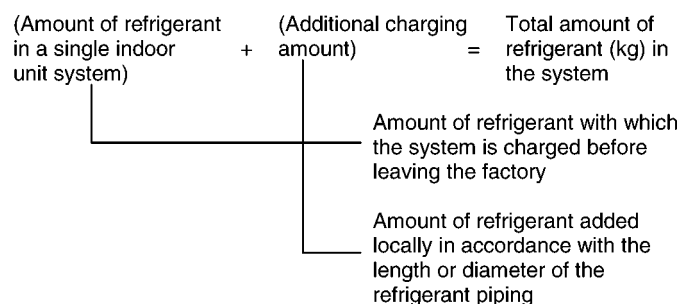 (Amount of refrigerant
in a single indoor
unit system)
+
(Additional charging
amount)
=
Total amount of
refrigerant (kg) in
the system
Amount of refrigerant with which
the system is charged before
leaving the factory
Amount of refrigerant added
locally in accordance with the
length or diameter of the
refrigerant piping